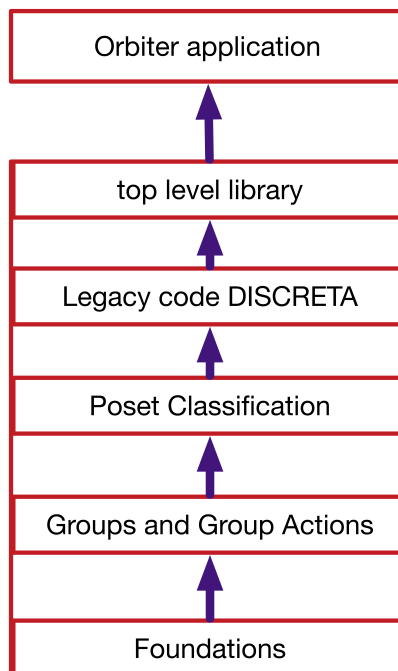 Orbiter application
top level library
Legacy code DISCRETA
Poset Classification
Groups and Group Actions
Foundations